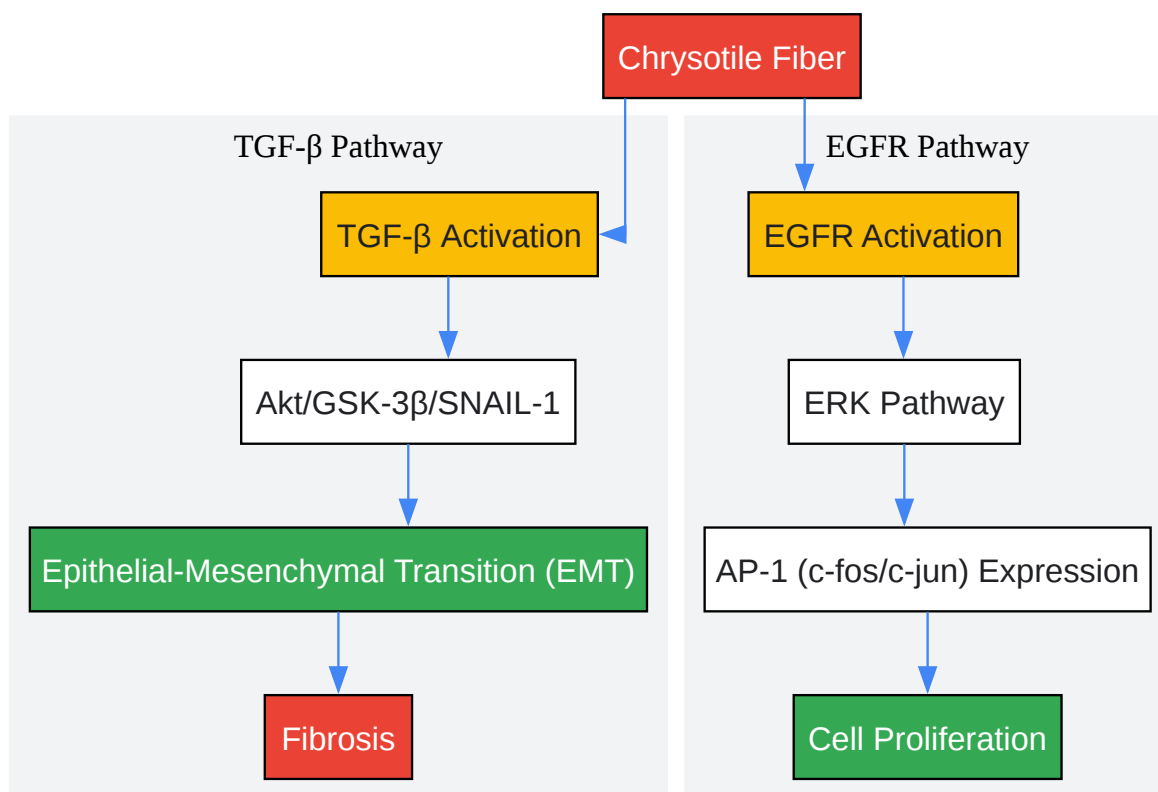 Chrysotile Fiber
TGF-β Pathway
EGFR Pathway
TGF-β Activation
EGFR Activation
Akt/GSK-3β/SNAIL-1
ERK Pathway
Epithelial-Mesenchymal Transition (EMT)
AP-1 (c-fos/c-jun) Expression
Fibrosis
Cell Proliferation